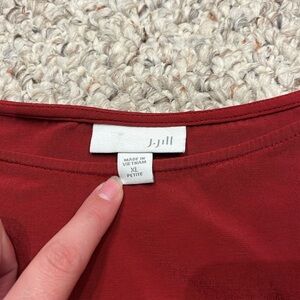 J.Jill
MADE IN
VIETNAM
XL
PETITE